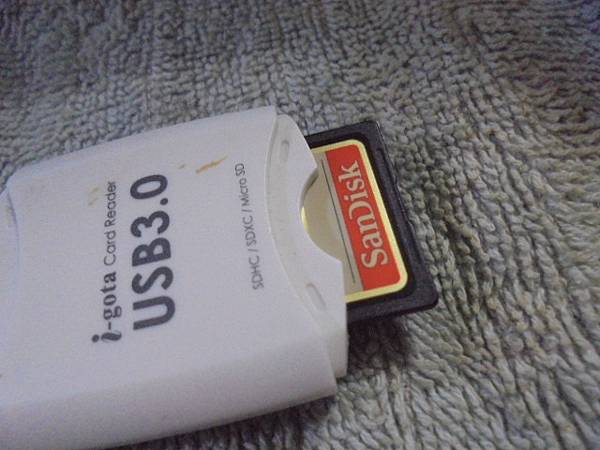 i-gota Card Reader
USB3.0
SDHC / SDXC / Micro SD
SanDisk